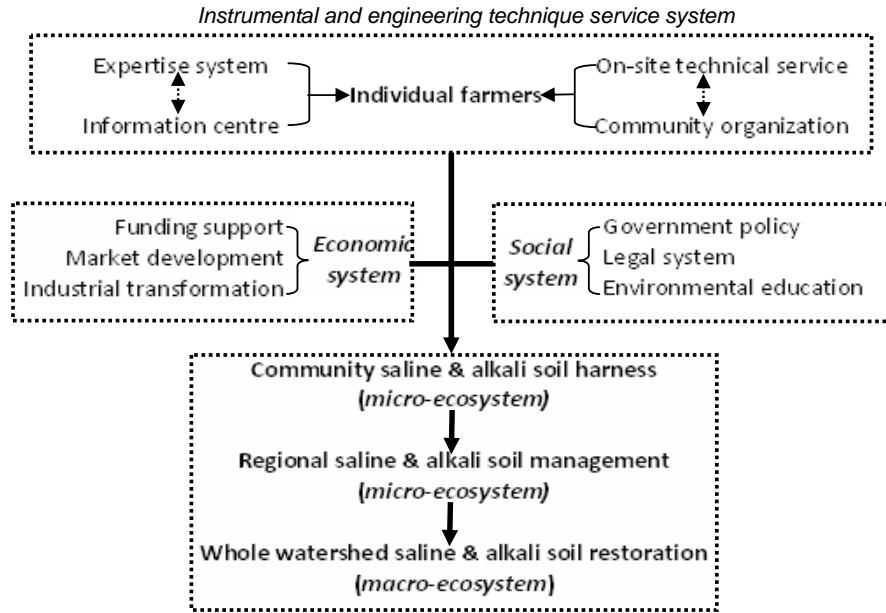 Instrumental and engineering technique service system
Expertise system
Information centre
Individual farmers
On-site technical service
Community organization
Funding support
Market development
Industrial transformation
Economic
system
Social
system
Government policy
Legal system
Environmental education
Community saline & alkali soil harness
(micro-ecosystem)
Regional saline & alkali soil management
(micro-ecosystem)
Whole watershed saline & alkali soil restoration
(macro-ecosystem)